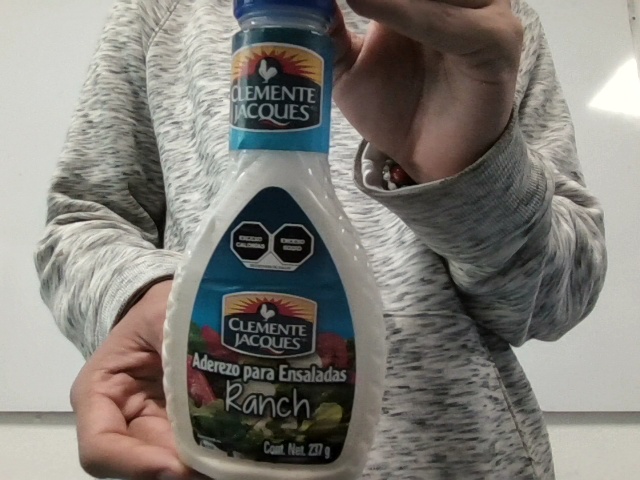 CLEMENTE
JACQUES
EXCESO
CALORÍAS
EXCESO
SODIO
CLEMENTE
JACQUES
Aderezo para Ensaladas
Ranch
Cont. Net. 237 g